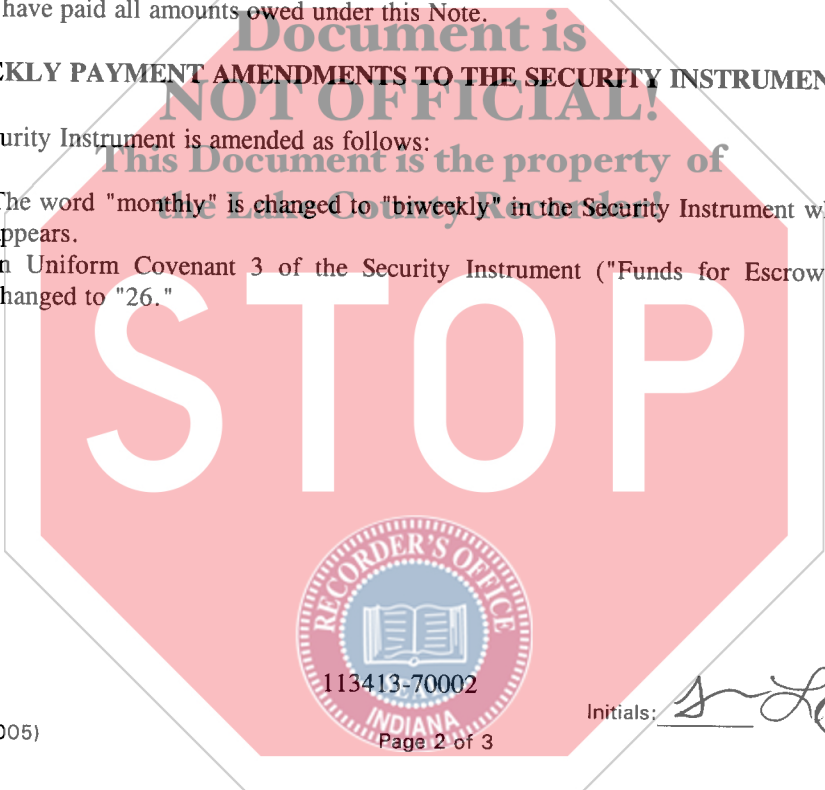 have paid all amounts owed under this Note.
Document is
EKLY PAYMENT AMENDMENTS TO THE SECURITY INSTRUMEN
NOT OFFICIAL!
urity Instrument is amended as follows:
This Document is the property of
The word "monthly" is changed to "biweekly" in the Security Instrument w
the Lake County Recorder!
ppears.
n Uniform Covenant 3 of the Security Instrument ("Funds for Escrow
hanged to "26."
STOP
RECORDER'S OFFICE
113413-70002
INDIANA
Initials:
005)
Page 2 of 3